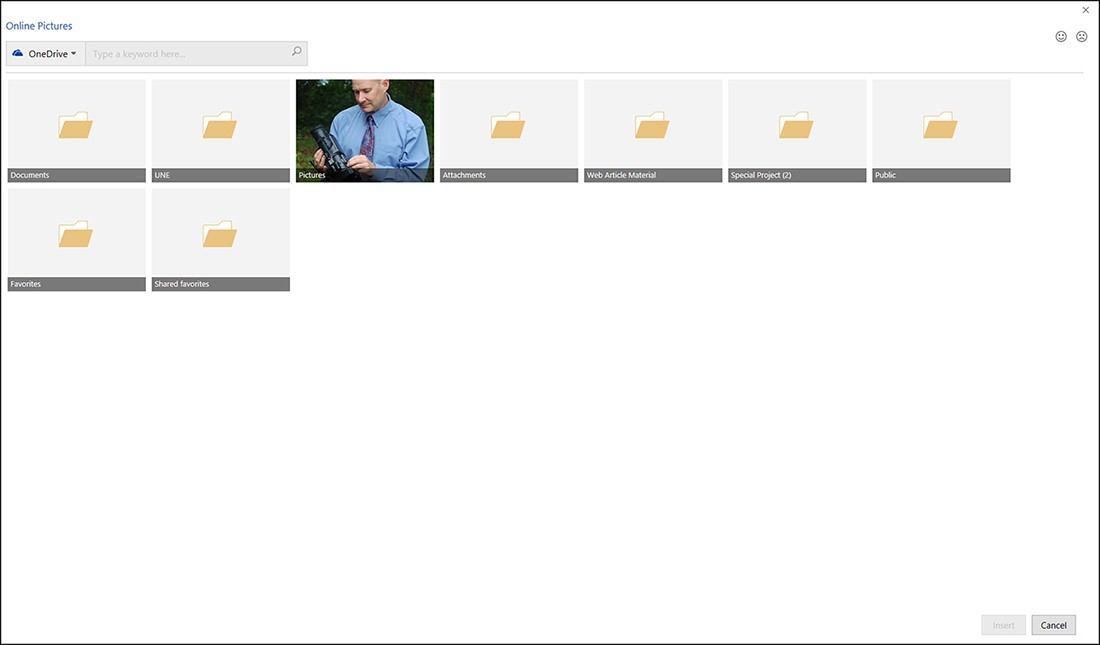 Online Pictures
OneDrive
Type a keyword here...
Documents
UNE
Pictures
Attachments
Web Article Material
Special Project (2)
Public
Favorites
Shared favorites
Insert
Cancel